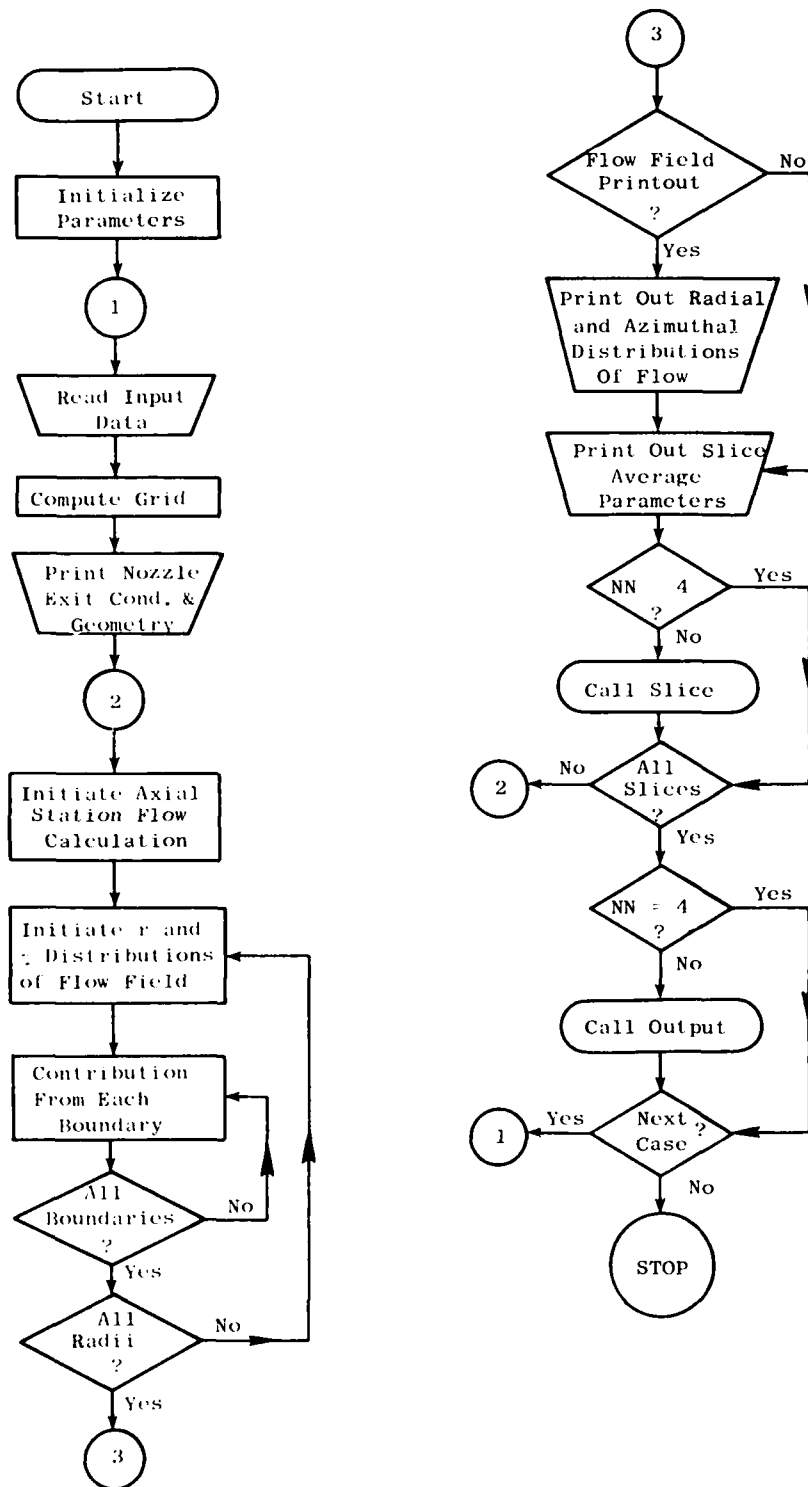 Start
Initialize
Parameters
1
Read Input
Data
Compute Grid
Print Nozzle
Exit Cond. &
Geometry
2
Initiate Axial
Station Flow
Calculation
Initiate r and
Distributions
of Flow Field
Contribution
From Each
Boundary
All
Boundaries
?
No
Yes
All
Radii
?
No
Yes
3
3
Flow Field
Printout
?
No
Yes
Print Out Radial
and Azimuthal
Distributions
Of Flow
Print Out Slice
Average
Parameters
NN 4
?
Yes
No
Call Slice
All
Slices
?
No
2
Yes
NN = 4
?
Yes
No
Call Output
Next ?
Case
Yes
1
No
STOP